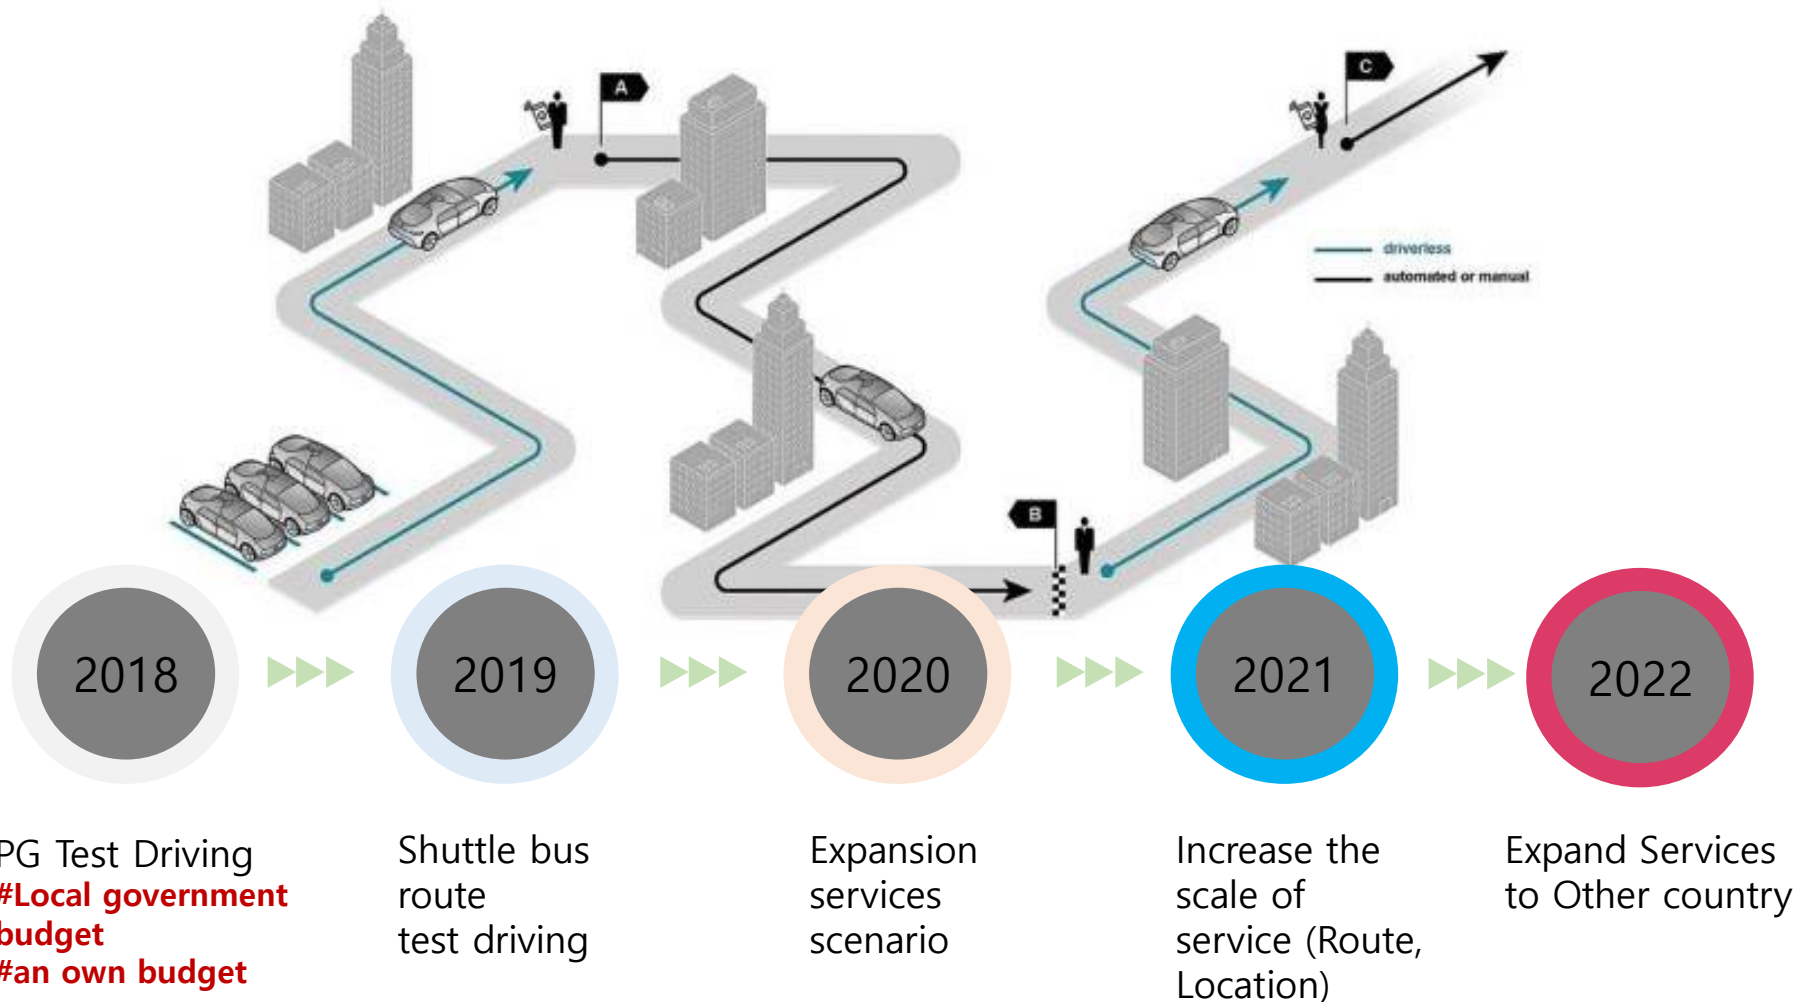 A
C
driverless
automated or manual
B
2018
2019
2020
2021
2022
PG Test Driving
#Local government
budget
#an own budget
Shuttle bus
route
test driving
Expansion
services
scenario
Increase the
scale of
service (Route,
Location)
Expand Services
to Other country